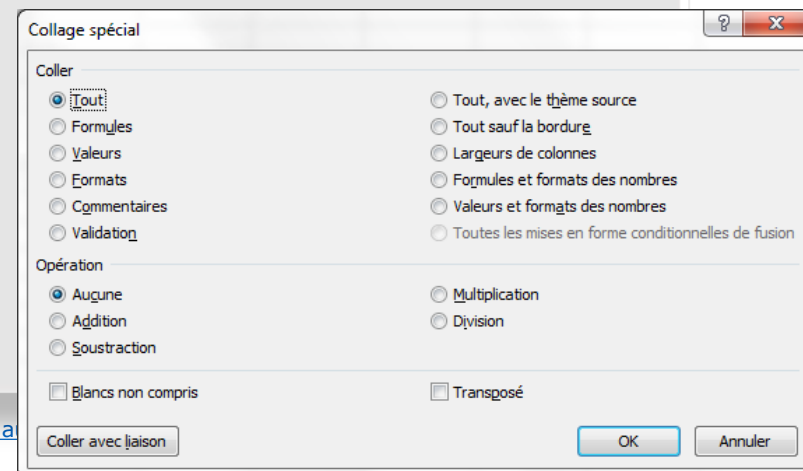 Collage spécial
Coller
Tout
Tout, avec le thème source
Formules
Tout sauf la bordure
Valeurs
Largeurs de colonnes
Formats
Formules et formats des nombres
Commentaires
Valeurs et formats des nombres
Validation
Toutes les mises en forme conditionnelles de fusion
Opération
Aucune
Multiplication
Addition
Division
Soustraction
Blancs non compris
Transposé
Coller avec liaison
OK
Annuler